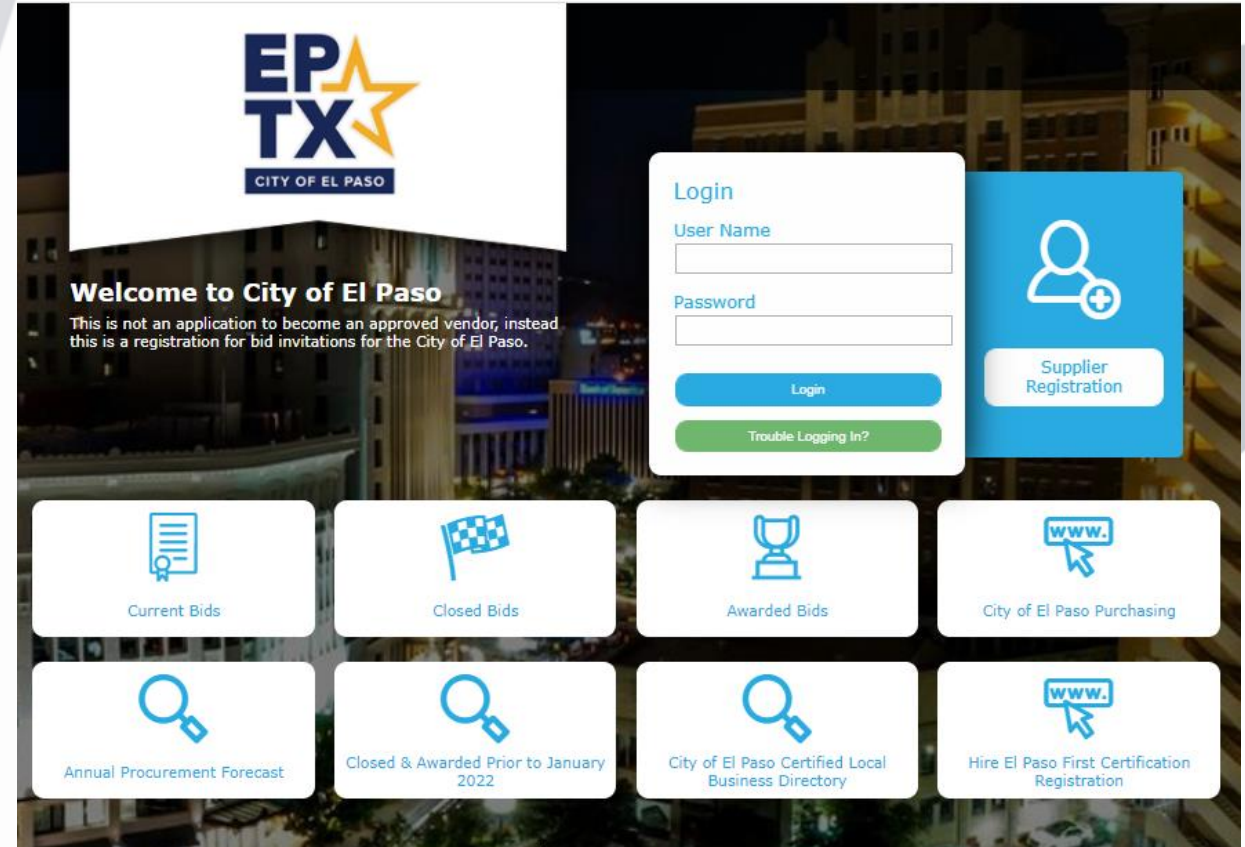 EP
TX
CITY OF EL PASO
Welcome to City of El Paso
This is not an application to become an approved vendor, instead
this is a registration for bid invitations for the City of El Paso.
Login
User Name
Password
Login
Trouble Logging In?
Supplier
Registration
Bank of America
Current Bids
Closed Bids
Awarded Bids
www.
City of El Paso Purchasing
Annual Procurement Forecast
Closed & Awarded Prior to January
2022
City of El Paso Certified Local
Business Directory
www.
Hire El Paso First Certification
Registration